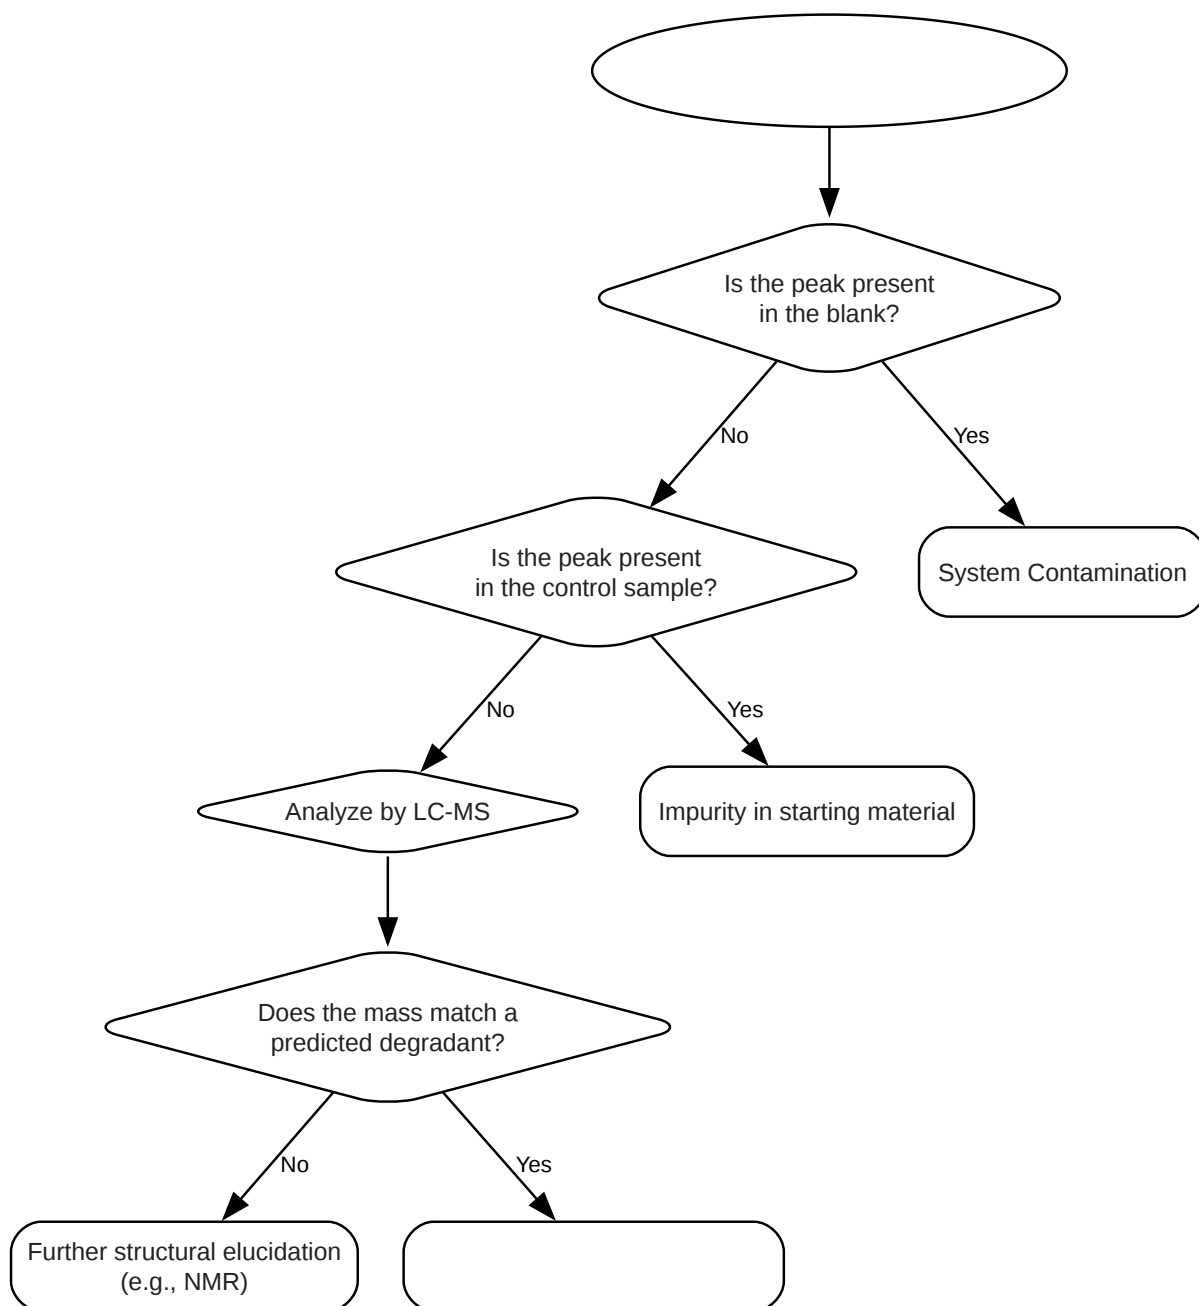 Is the peak present
in the blank?
No
Yes
Is the peak present
in the control sample?
System Contamination
No
Yes
Analyze by LC-MS
Impurity in starting material
Does the mass match a
predicted degradant?
No
Yes
Further structural elucidation
(e.g., NMR)